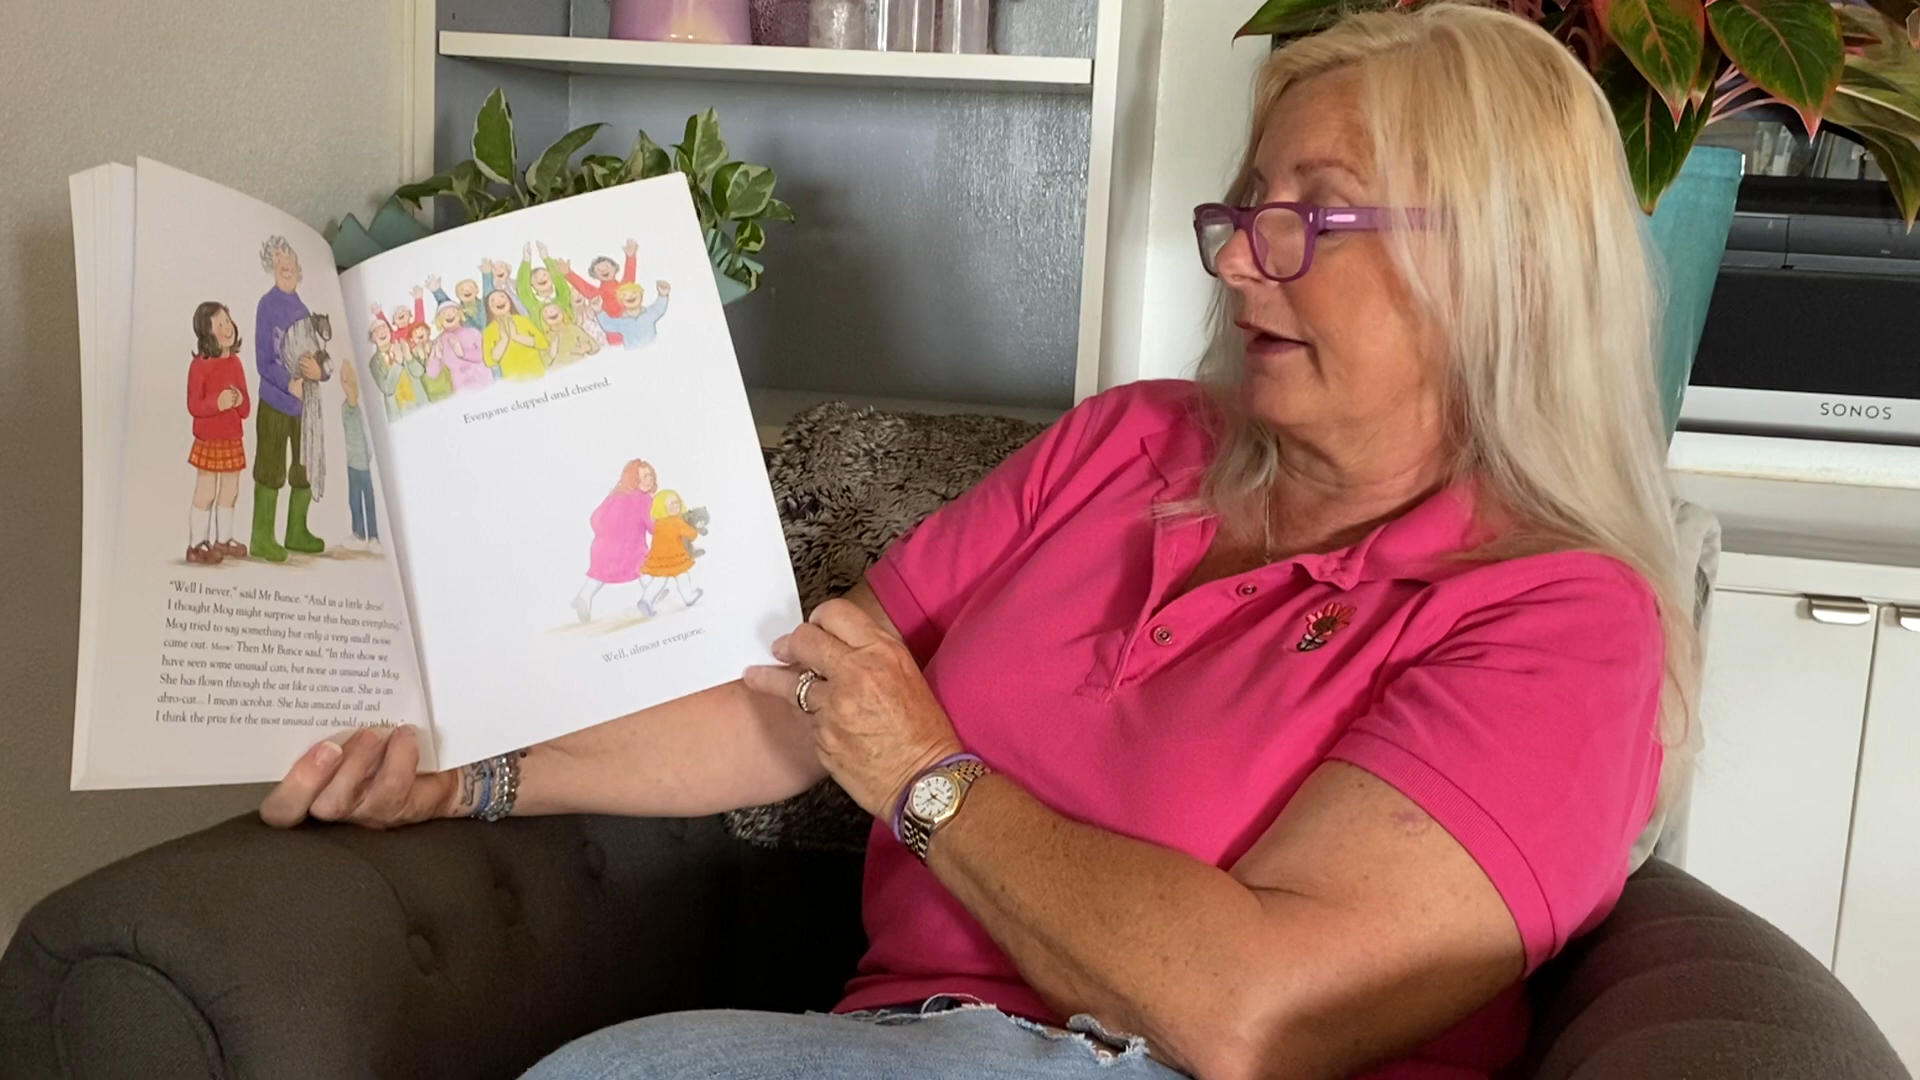 "Well I never," said Mr Bunce. "And in a little dress!
I thought Mog might surprise us but this beats everything."
Mog tried to say something but only a very small noise
came out. Meow! Then Mr Bunce said, "In this show we
have seen some unusual cats, but none as unusual as Mog.
She has flown through the air like a circus cat. She is an
abro-cat... I mean acrobat. She has amazed us all and
I think the prize for the most unusual cat should go to Mog."
Everyone clapped and cheered.
Well, almost everyone.
SONOS